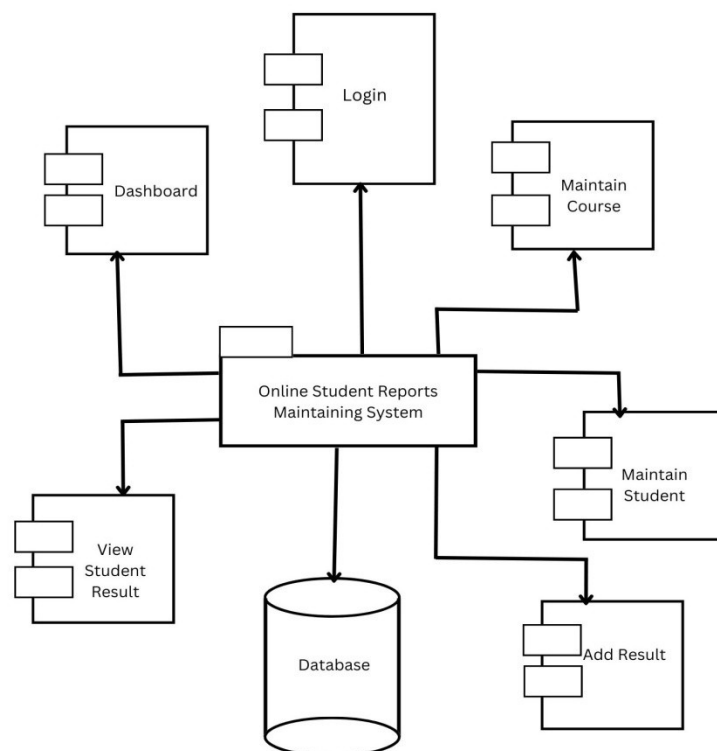 Login
Dashboard
Maintain
Course
Online Student Reports
Maintaining System
Maintain
Student
View
Student
Result
Database
Add Result